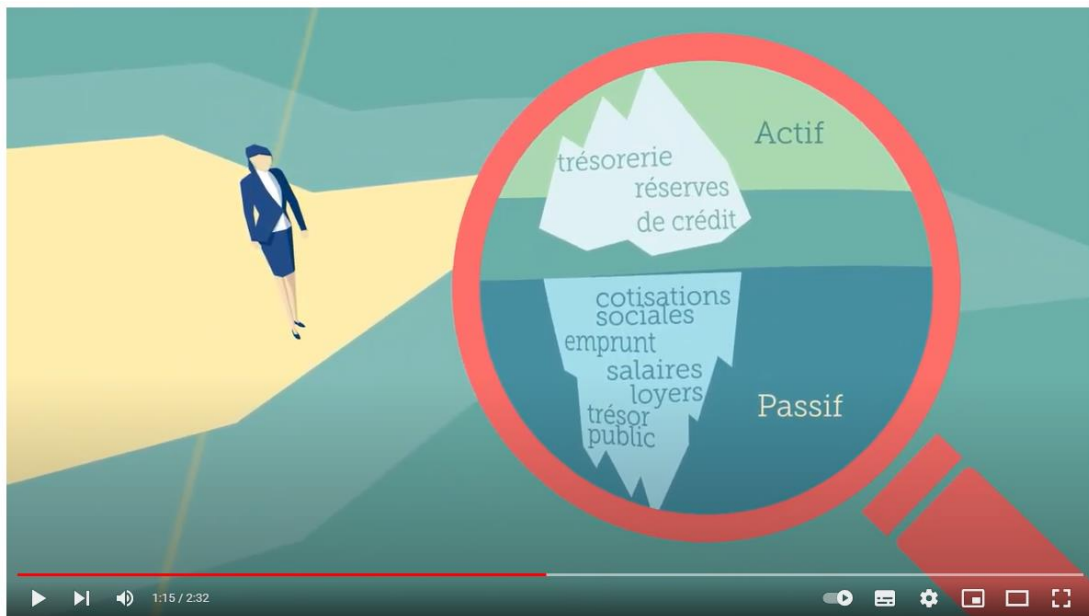 Actif
trésorerie
réserves
de crédit
cotisations
sociales
emprunt
salaires
loyers
trésor
public
Passif
1:15 / 2:32